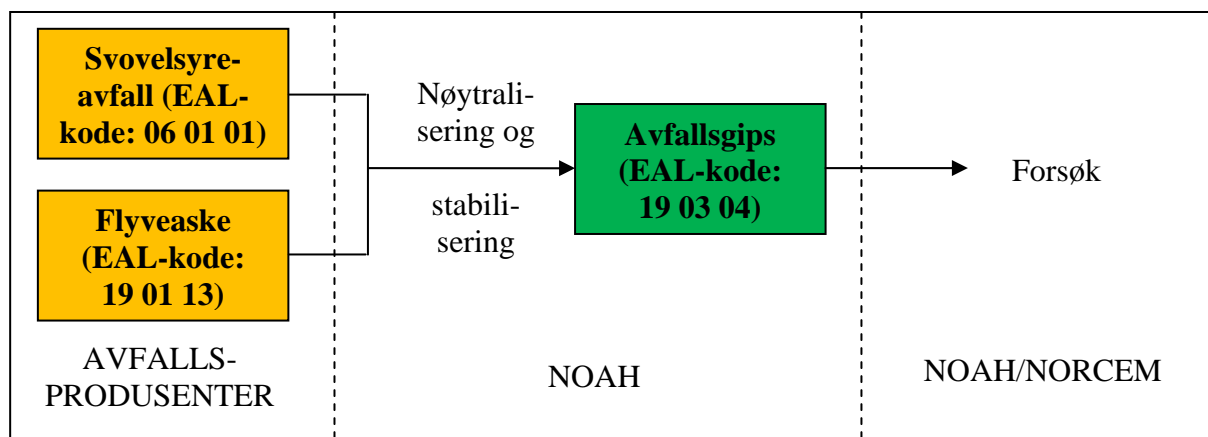 Svovelsyre-
avfall (EAL-
kode: 06 01 01)
Flyveaske
(EAL-kode:
19 01 13)
AVFALLS-
PRODUSENTER
Nøytrali-
sering og
stabili-
sering
Avfallsgips
(EAL-kode:
19 03 04)
NOAH
Forsøk
NOAH/NORCEM